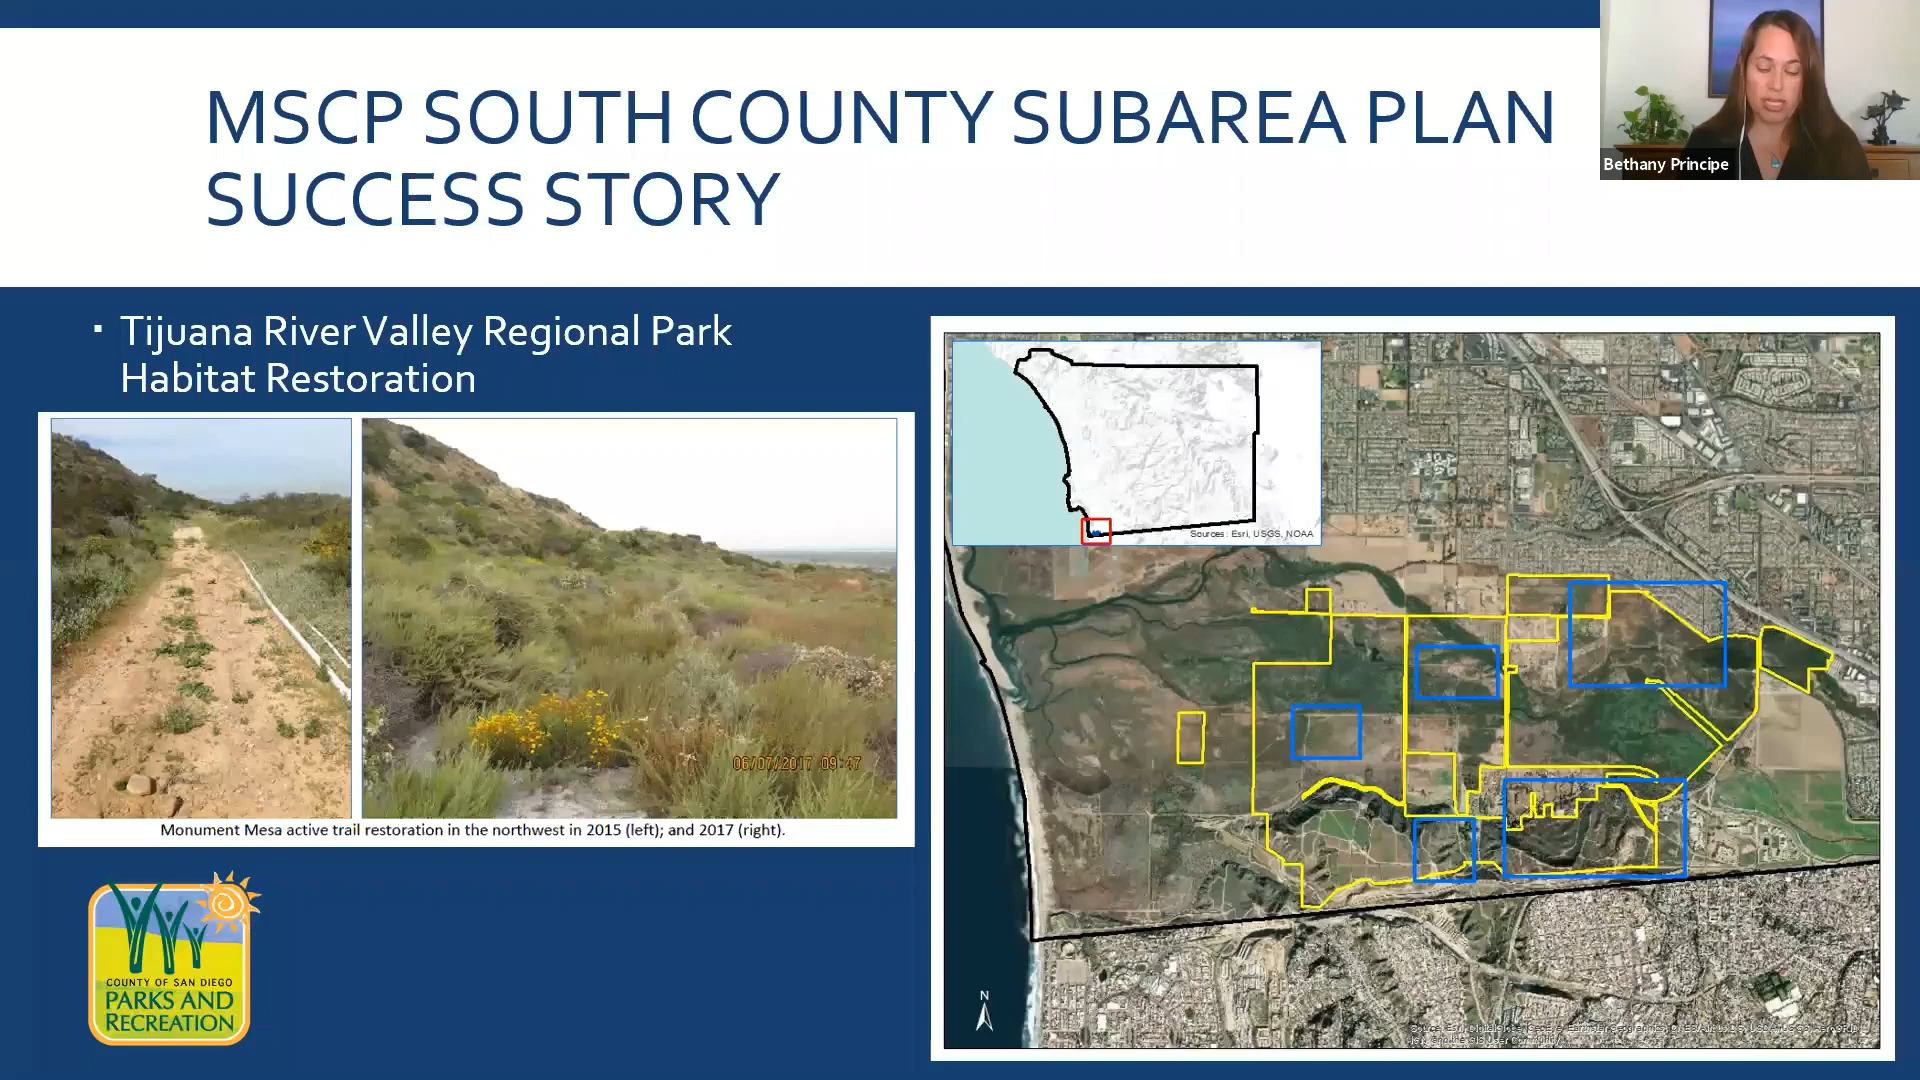 MSCP SOUTH COUNTY SUBAREA PLAN
SUCCESS STORY
Bethany Principe
▪ Tijuana River Valley Regional Park
Habitat Restoration
Sources: Esri, USGS, NOAA
06/07/2017 09:47
Monument Mesa active trail restoration in the northwest in 2015 (left); and 2017 (right).
COUNTY OF SAN DIEGO
PARKS AND
RECREATION
N